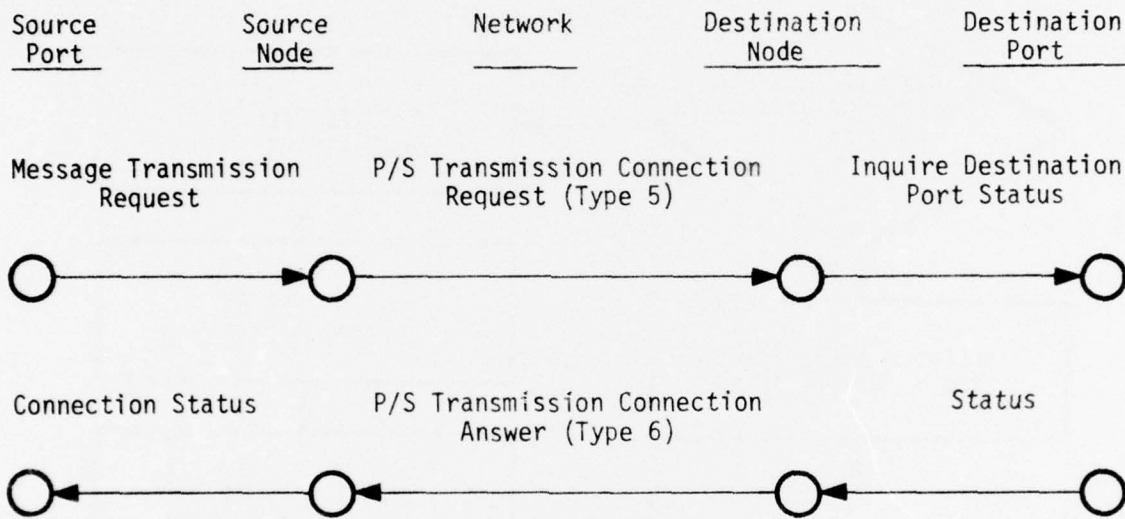 Source Port
Source Node
Network
Destination Node
Destination Port
Message Transmission Request
P/S Transmission Connection Request (Type 5)
Inquire Destination Port Status
Connection Status
P/S Transmission Connection Answer (Type 6)
Status